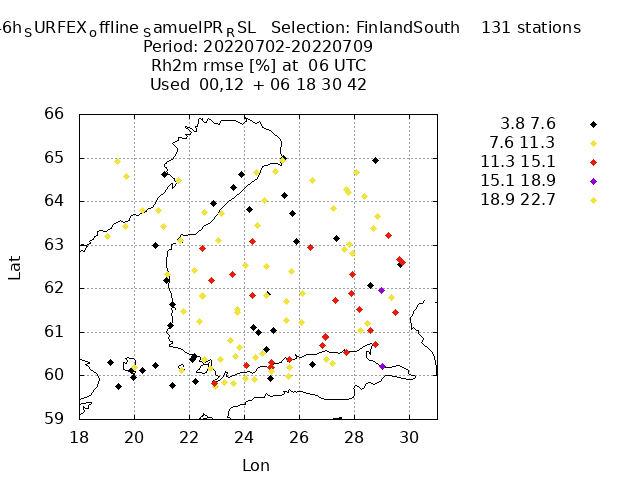 46h SURFEX offline SamuelPR RSL Selection: FinlandSouth 131 stations
Period: 20220702-20220709
Rh2m rmse [%] at 06 UTC
Used 00,12 + 06 18 30 42
3.8 7.6
7.6 11.3
11.3 15.1
15.1 18.9
18.9 22.7
66
65
64
63
62
61
60
59
18 20 22 24 26 28 30
Lat
Lon